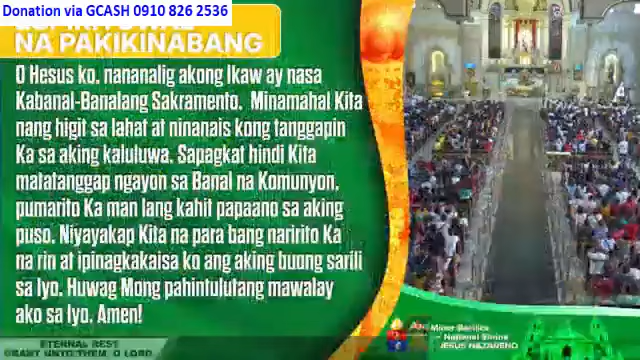 Donation via GCASH 0910 826 2536
NA PAKIKINABANG
O Hesus ko, nananalig akong Ikaw ay nasa
Kabanal-Banalang Sakramento. Minamahal Kita
nang higit sa lahat at ninanais kong tanggapin
Ka sa aking kaluluwa. Sapagkat hindi Kita
matatanggap ngayon sa Banal na Komunyon,
pumarito Ka man lang kahit papaano sa aking
puso. Niyayakap Kita na para bang naririto Ka
na rin at ipinagkakaisa ko ang aking buong sarili
sa Iyo. Huwag Mong pahintulutang mawalay
ako sa Iyo. Amen!
Minor Basilica
National Shrine
JESUS NAZARENO
ETERNAL REST
GRANT UNTO THEM, O LORD